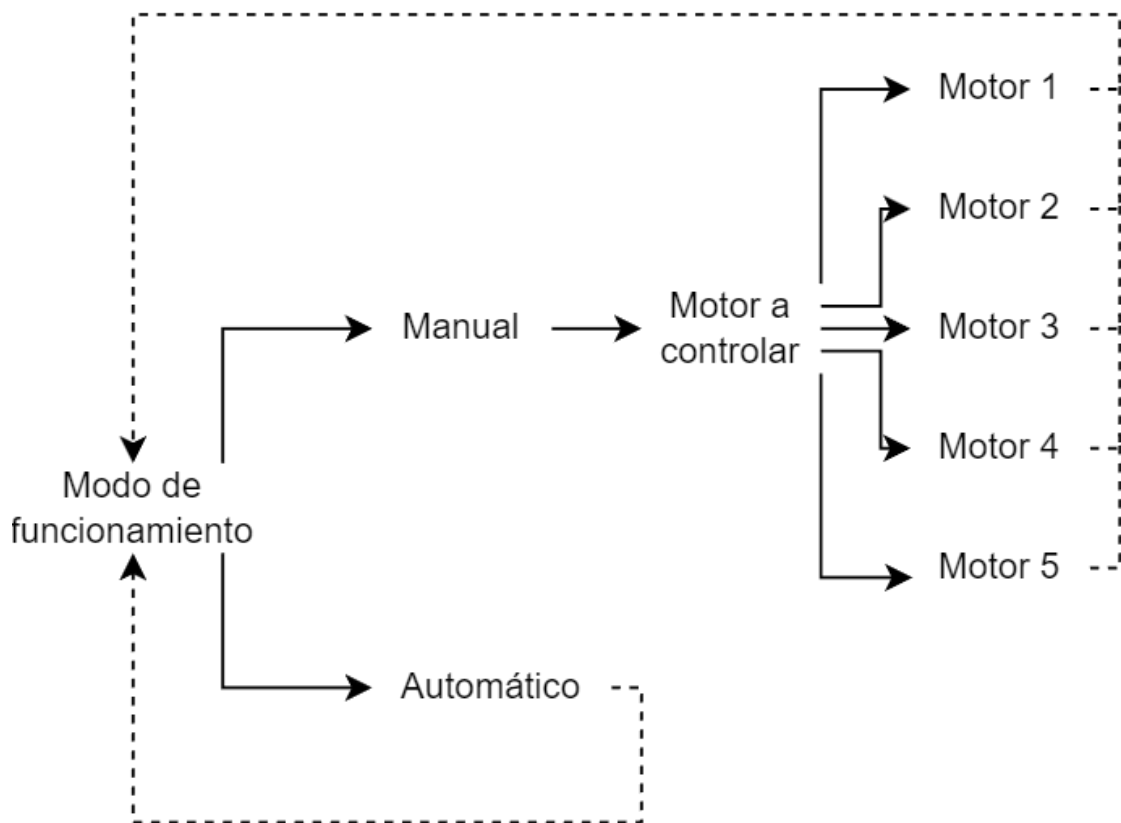 Motor 1
Motor 2
Motor a
controlar
Manual
Motor 3
Motor 4
Modo de
funcionamiento
Motor 5
Automático